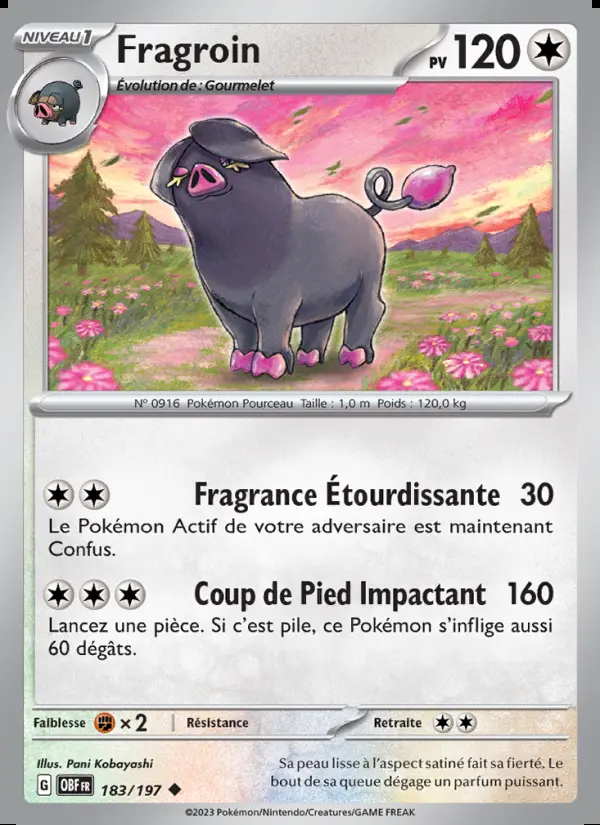 NIVEAU 1
Fragroin
PV 120
Évolution de : Gourmelet
N° 0916 Pokémon Pourceau Taille : 1,0 m Poids : 120,0 kg
Fragrance Étourdissante 30
Le Pokémon Actif de votre adversaire est maintenant
Confus.
Coup de Pied Impactant 160
Lancez une pièce. Si c'est pile, ce Pokémon s'inflige aussi
60 dégâts.
Faiblesse ×2 Résistance Retraite
Illus. Pani Kobayashi
Sa peau lisse à l'aspect satiné fait sa fierté. Le
bout de sa queue dégage un parfum puissant.
G OBF FR 183/197
©2023 Pokémon/Nintendo/Creatures/GAME FREAK